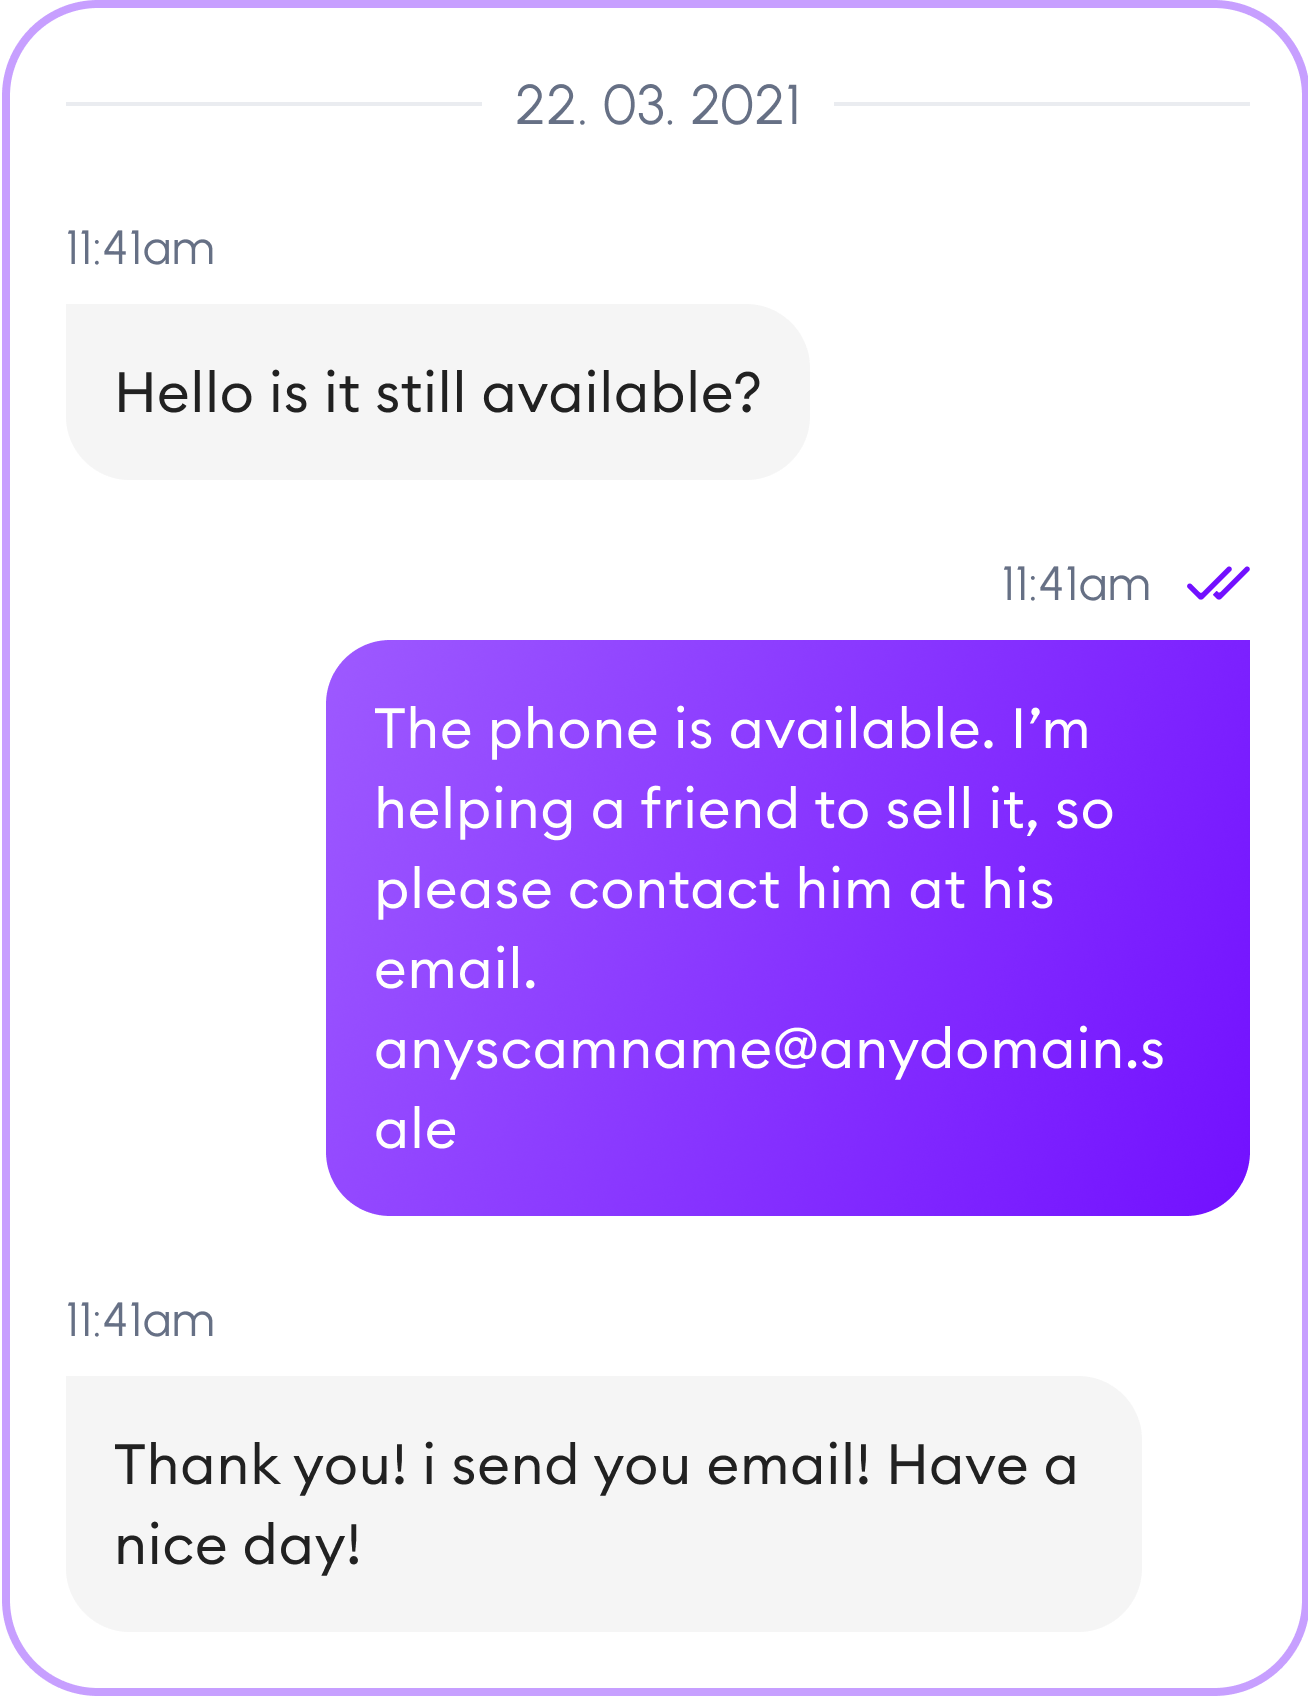 22. 03. 2021
11:41am
Hello is it still available?
11:41am
The phone is available. I’m
helping a friend to sell it, so
please contact him at his
email.
anyscamname@anydomain.s
ale
11:41am
Thank you! i send you email! Have a
nice day!